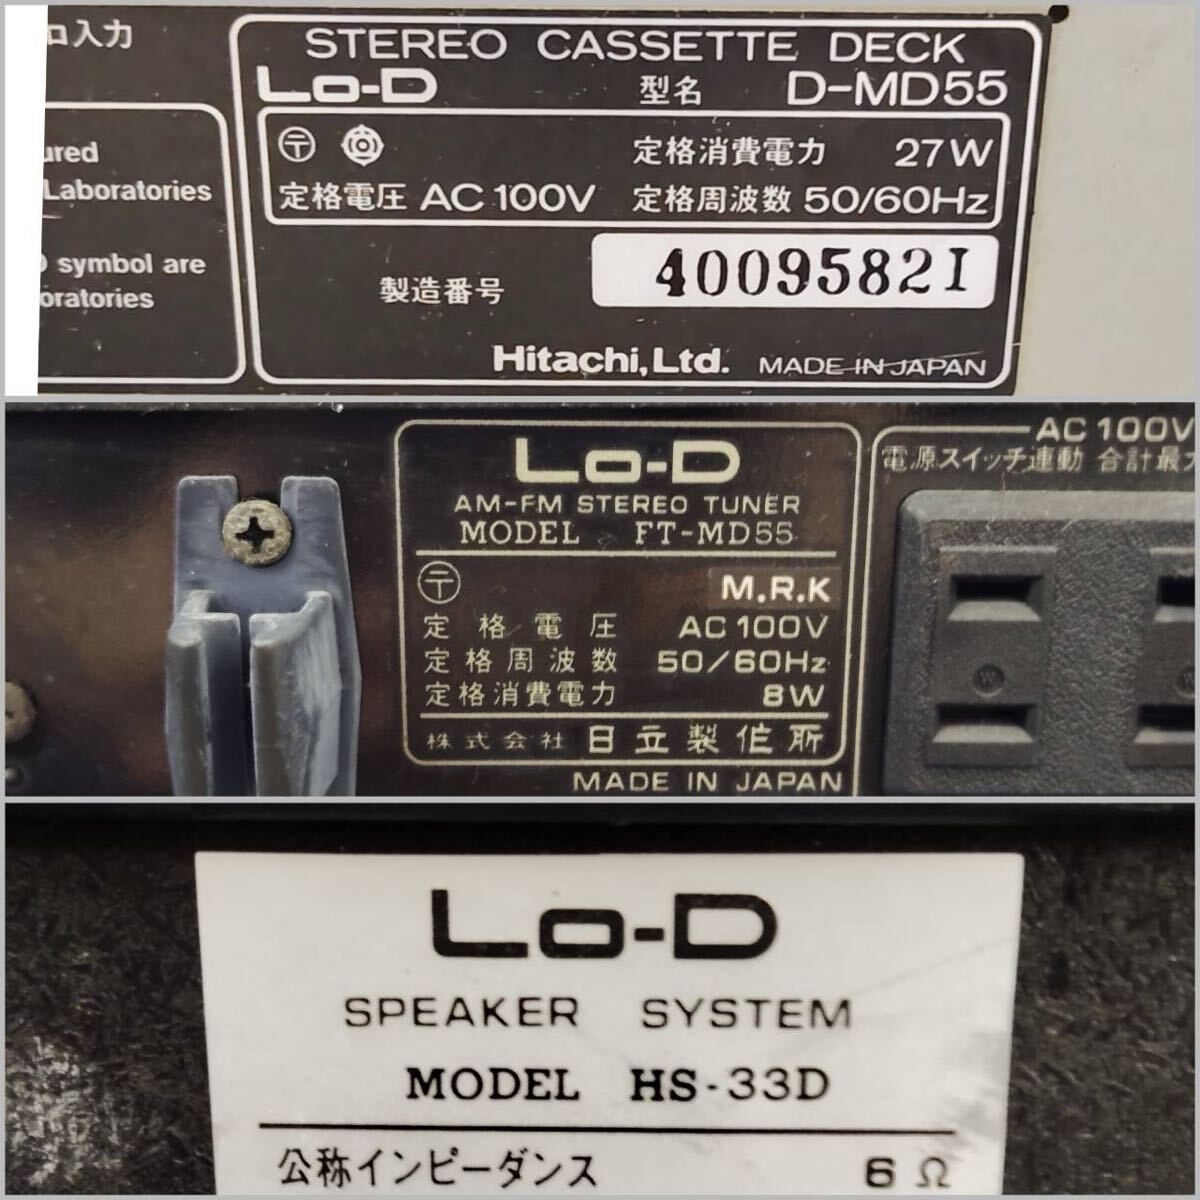 入力
STEREO CASSETTE DECK
Lo-D 型名 D-MD55
〒 定格消費電力 27W
定格電圧 AC 100V 定格周波数 50/60Hz
製造番号 40095821
Hitachi, Ltd. MADE IN JAPAN
Laboratories
symbol are
Lo-D
AM-FM STEREO TUNER
MODEL FT-MD55
〒 M.R.K
定格電圧 AC 100V
定格周波数 50/60Hz
定格消費電力 8W
株式会社 日立製作所
MADE IN JAPAN
AC 100V
電源スイッチ連動 合計最
Lo-D
SPEAKER SYSTEM
MODEL HS-33D
公称インピーダンス 6Ω